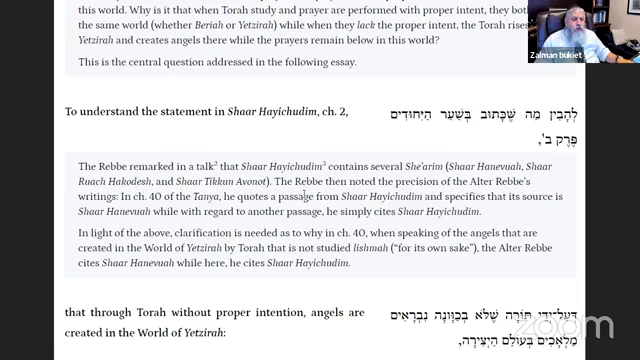 this world. Why is it that when Torah study and prayer are performed with proper intent, they both
the same world (whether Beriah or Yetzirah) while when they lack the proper intent, the Torah rises
Yetzirah and creates angels there while the prayers remain below in this world?
This is the central question addressed in the following essay.
Zalman bukiet
To understand the statement in Shaar Hayichudim, ch. 2,
לְהָבִין מַה שֶּׁכָּתוּב בְּשַׁעַר הַיִּחוּדִים
פֶּרֶק ב',
The Rebbe remarked in a talk2 that Shaar Hayichudim3 contains several She'arim (Shaar Hanevuah, Shaar
Ruach Hakodesh, and Shaar Tikkun Avonot). The Rebbe then noted the precision of the Alter Rebbe's
writings: In ch. 40 of the Tanya, he quotes a passage from Shaar Hayichudim and specifies that its source is
Shaar Hanevuah while with regard to another passage, he simply cites Shaar Hayichudim.
In light of the above, clarification is needed as to why in ch. 40, when speaking of the angels that are
created in the World of Yetzirah by Torah that is not studied lishmah ("for its own sake"), the Alter Rebbe
cites Shaar Hanevuah while here, he cites Shaar Hayichudim.
that through Torah without proper intention, angels are
created in the World of Yetzirah:
דְּעַל־יְדֵי תּוֹרָה שֶׁלֹּא בְּכַוָּונָה נִבְרָאִים
מַלְאָכִים בְּעוֹלַם הַיְצִירָה,
zoom